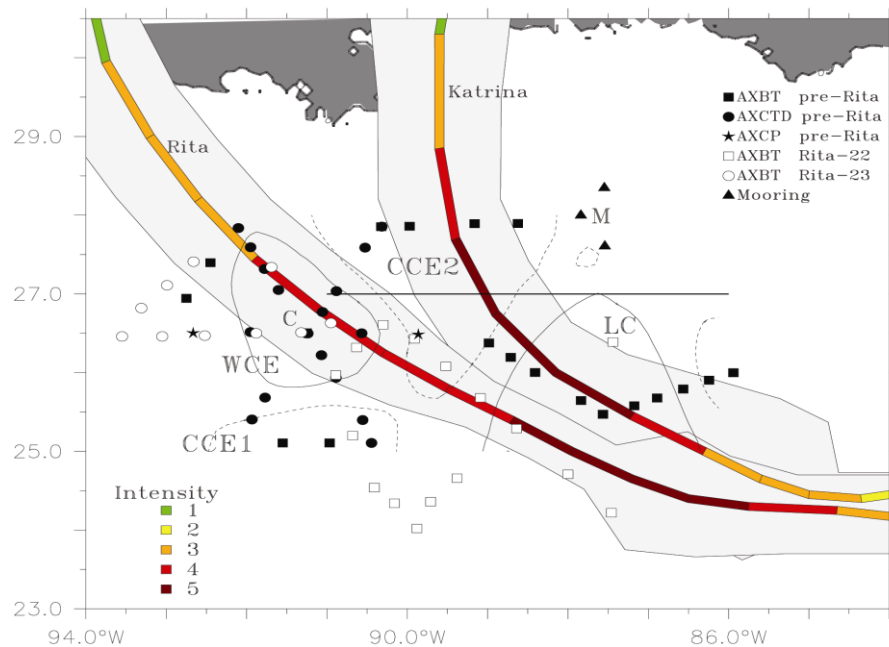 Katrina
Rita
AXBT pre-Rita
AXCTD pre-Rita
AXCP pre-Rita
AXBT Rita-22
AXBT Rita-23
Mooring
29.0
M
CCE2
27.0
C
LC
WCE
CCE1
25.0
Intensity
1
2
3
4
5
23.0
94.0°W
90.0°W
86.0°W